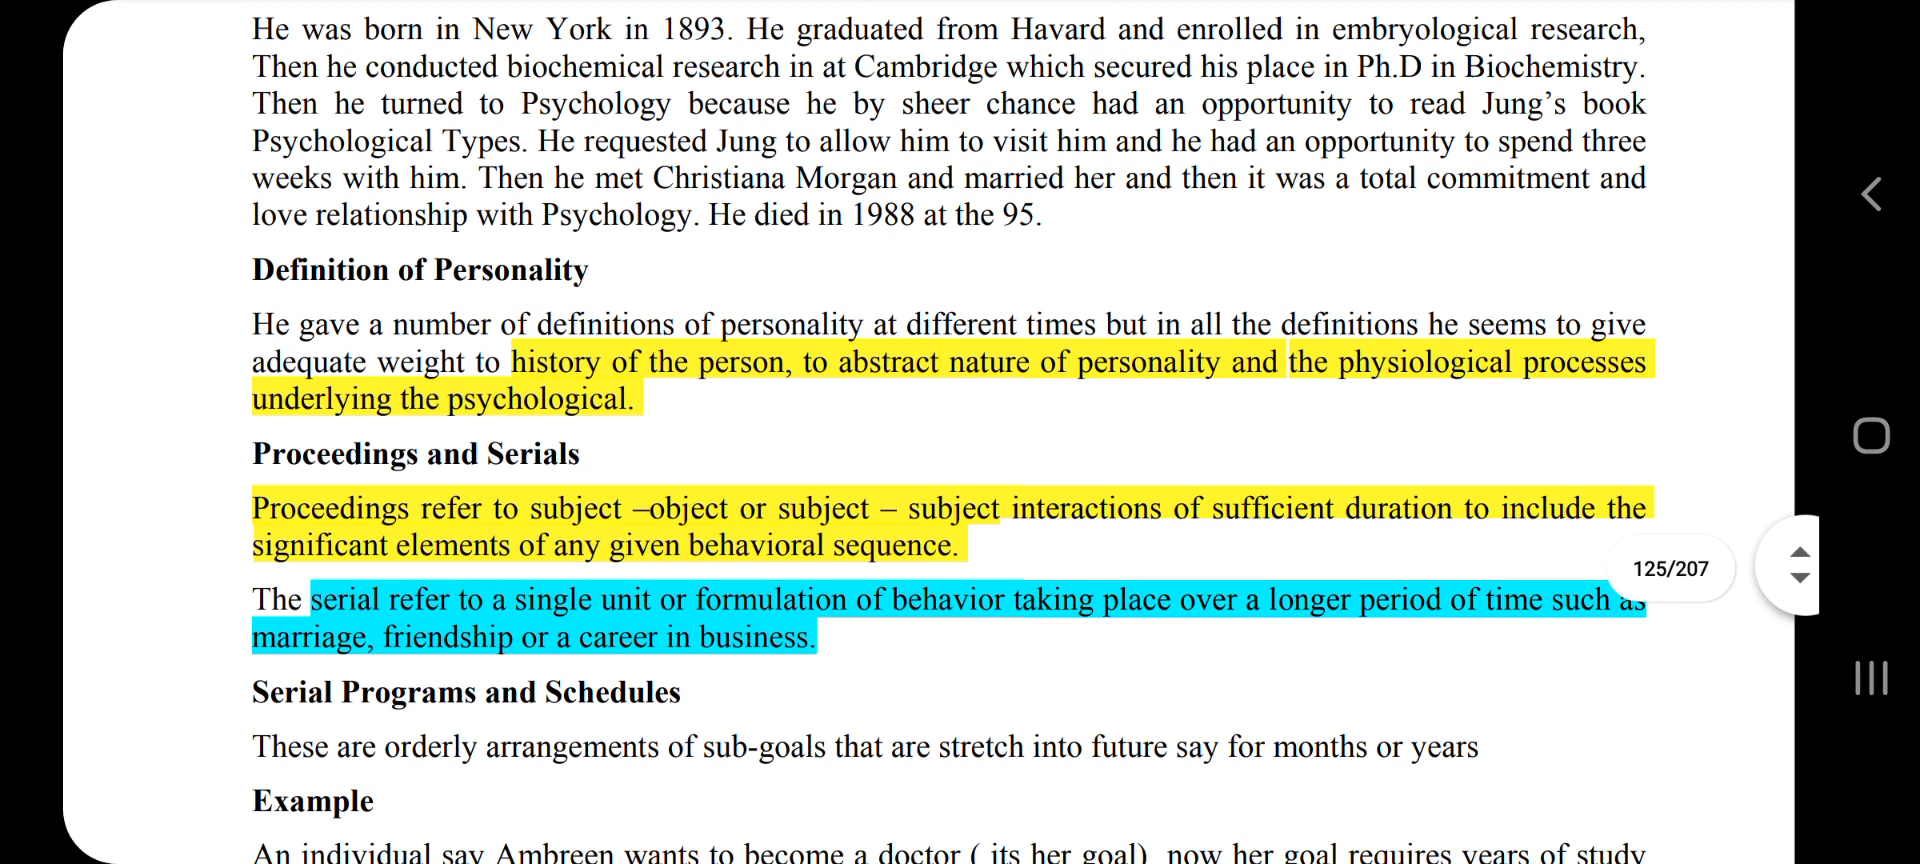 He was born in New York in 1893. He graduated from Havard and enrolled in embryological research,
Then he conducted biochemical research in at Cambridge which secured his place in Ph.D in Biochemistry.
Then he turned to Psychology because he by sheer chance had an opportunity to read Jung’s book
Psychological Types. He requested Jung to allow him to visit him and he had an opportunity to spend three
weeks with him. Then he met Christiana Morgan and married her and then it was a total commitment and
love relationship with Psychology. He died in 1988 at the 95.
Definition of Personality
He gave a number of definitions of personality at different times but in all the definitions he seems to give
adequate weight to history of the person, to abstract nature of personality and the physiological processes
underlying the psychological.
Proceedings and Serials
Proceedings refer to subject –object or subject – subject interactions of sufficient duration to include the
significant elements of any given behavioral sequence.
125/207
The serial refer to a single unit or formulation of behavior taking place over a longer period of time such as
marriage, friendship or a career in business.
Serial Programs and Schedules
These are orderly arrangements of sub-goals that are stretch into future say for months or years
Example
An individual say Ambreen wants to become a doctor ( its her goal) now her goal requires years of study